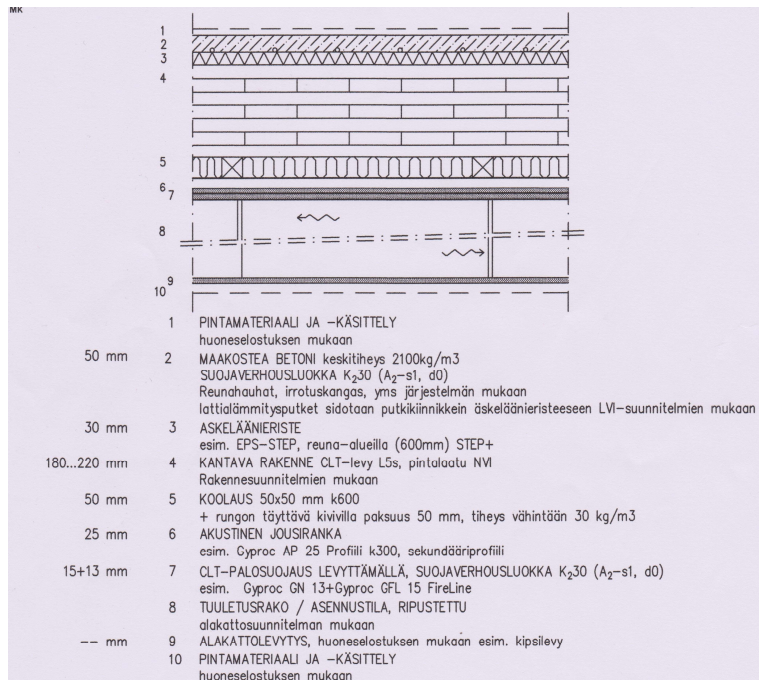 MK
1
2
3
4
5
6
7
8
9
10
1 PINTAMATERIAALI JA -KÄSITTELY
huoneselostuksen mukaan
50 mm 2 MAAKOSTEA BETONI keskitiheys 2100kg/m3
SUOJAVERHOUSLUOKKA K₂30 (A₂-s1, d0)
Reunahauhat, irrotuskangas, yms järjestelmän mukaan
lattialämmitysputket sidotaan putkikiinnikkein äskeläänieristeeseen LVI-suunnitelmien mukaan
30 mm 3 ASKELÄÄNIERISTE
esim. EPS-STEP, reuna-alueilla (600mm) STEP+
180...220 mm 4 KANTAVA RAKENNE CLT-levy L5s, pintalaatu NVI
Rakennesuunnitelmien mukaan
50 mm 5 KOOLAUS 50x50 mm k600
+ rungon täyttävä kivivilla paksuus 50 mm, tiheys vähintään 30 kg/m3
25 mm 6 AKUSTINEN JOUSIRANKA
esim. Gyproc AP 25 Profiili k300, sekundääriprofiili
15+13 mm 7 CLT-PALOSUOJAUS LEVYTTÄMÄLLÄ, SUOJAVERHOUSLUOKKA K₂30 (A₂-s1, d0)
esim. Gyproc GN 13+Gyproc GFL 15 FireLine
8 TUULETUSRAKO / ASENNUSTILA, RIPUSTETTU
alakattosuunnitelman mukaan
-- mm 9 ALAKATTOLEVYTYS, huoneselostuksen mukaan esim. kipsilevy
10 PINTAMATERIAALI JA -KÄSITTELY
huoneselostuksen mukaan